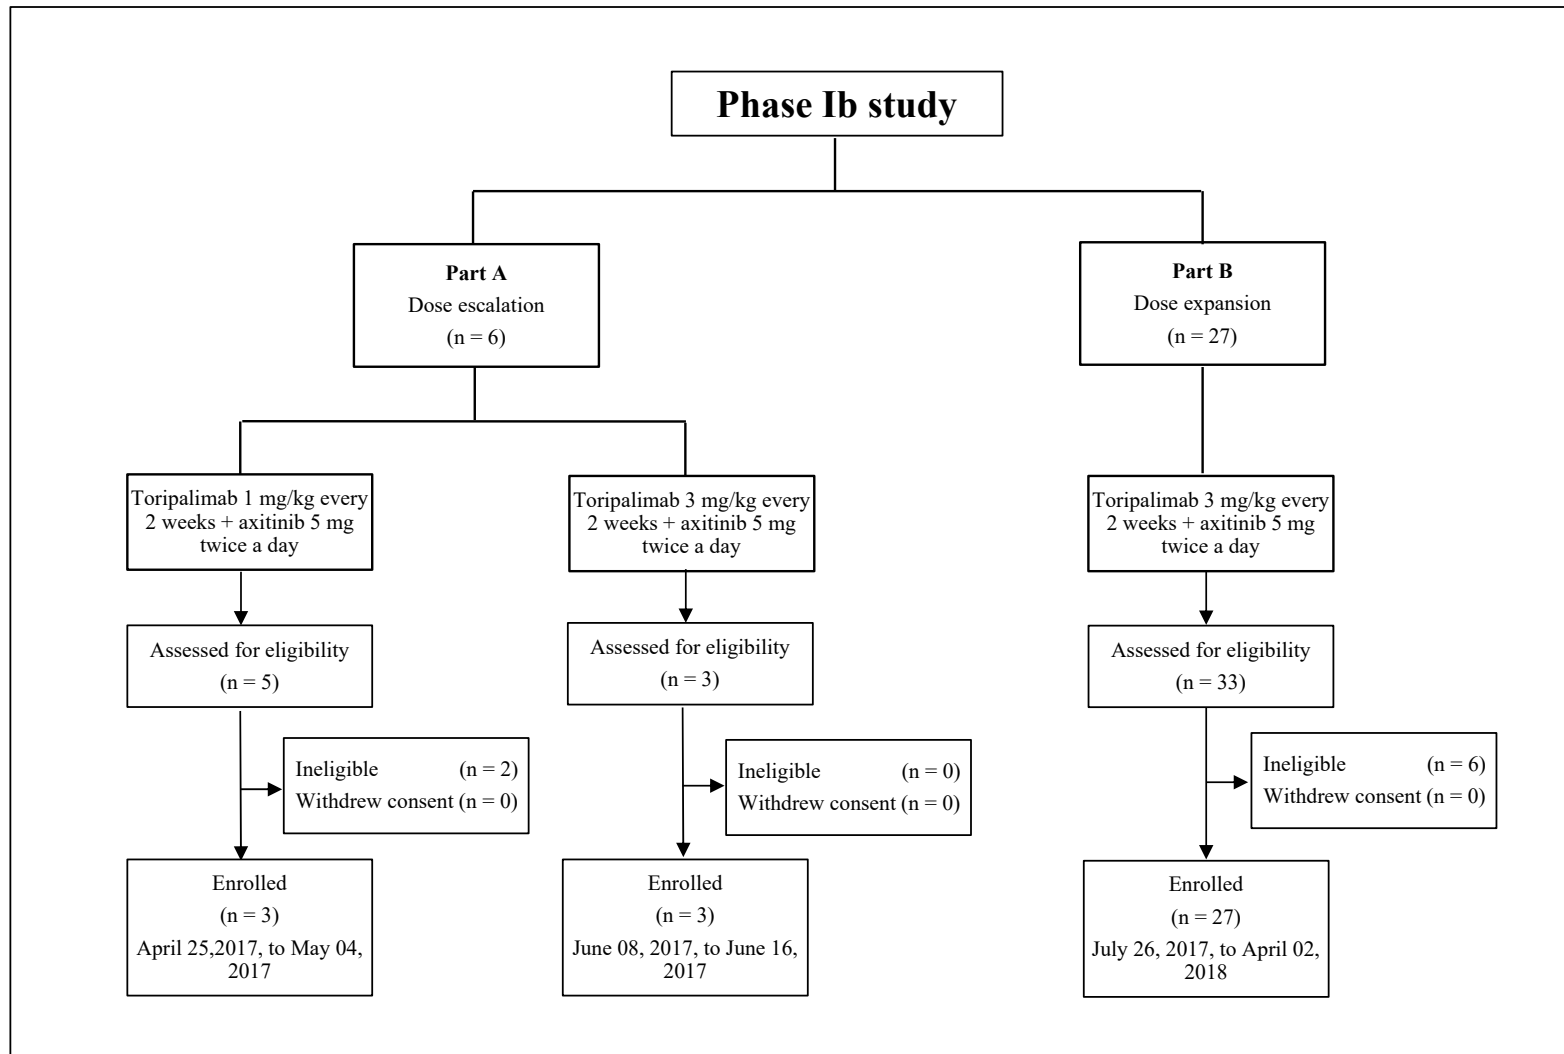 Phase Ib study
Part A
Dose escalation
(n = 6)
Part B
Dose expansion
(n = 27)
Toripalimab 1 mg/kg every
2 weeks + axitinib 5 mg
twice a day
Toripalimab 3 mg/kg every
2 weeks + axitinib 5 mg
twice a day
Toripalimab 3 mg/kg every
2 weeks + axitinib 5 mg
twice a day
Assessed for eligibility
(n = 5)
Assessed for eligibility
(n = 3)
Assessed for eligibility
(n = 33)
Ineligible (n = 2)
Withdrew consent (n = 0)
Ineligible (n = 0)
Withdrew consent (n = 0)
Ineligible (n = 6)
Withdrew consent (n = 0)
Enrolled
(n = 3)
April 25,2017, to May 04,
2017
Enrolled
(n = 3)
June 08, 2017, to June 16,
2017
Enrolled
(n = 27)
July 26, 2017, to April 02,
2018